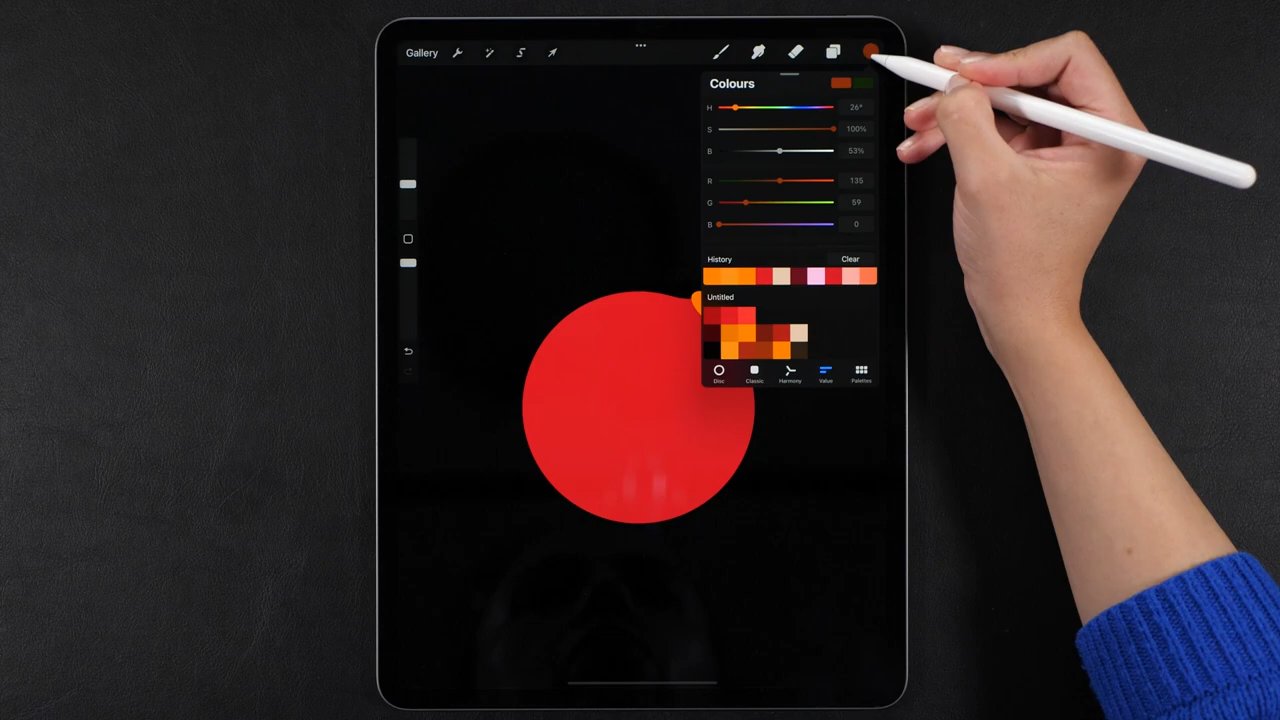 Gallery
Colours
H 26°
S 100%
B 53%
R 135
G 59
B 0
History Clear
Untitled
Disc Classic Harmony Value Palettes